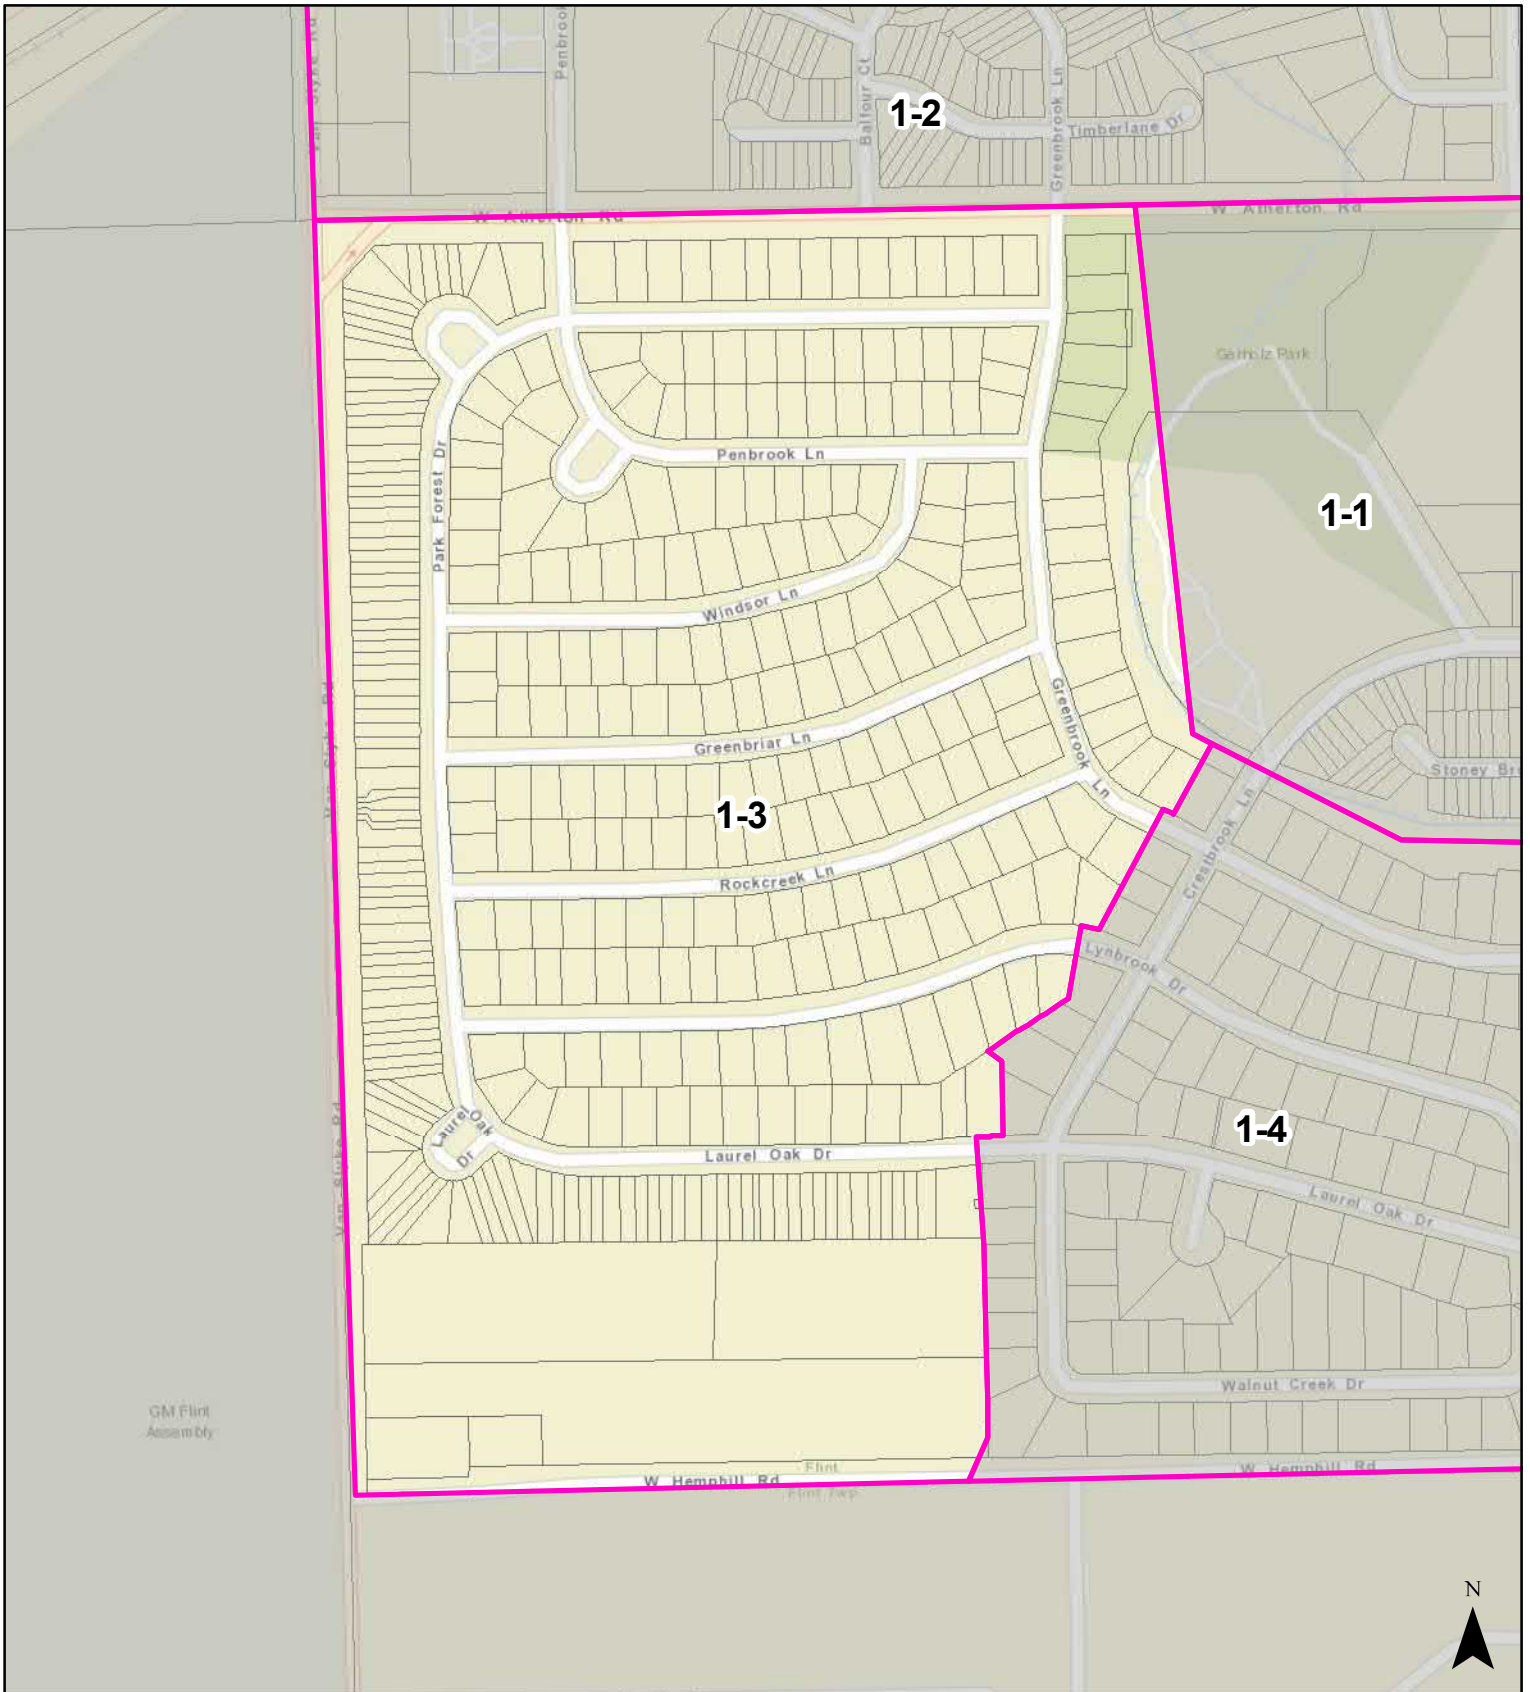 Penbrook
Balfour Ct
Greenbrook Ln
1-2
Timberlane Dr
W Atherton Rd
W Atherton Rd
Park Forest Dr
Penbrook Ln
1-1
Windsor Ln
Greenbriar Ln
Greenbrook Ln
Stoney Br
1-3
Crestbrook Ln
Rockcreek Ln
Lynbrook Dr
Laurel Oak Dr
Laurel Oak Dr
1-4
Laurel Oak Dr
Walnut Creek Dr
GM Flint
Assembly
Flint
W Hemphill Rd
W Hemphill Rd
Flint Twp
N